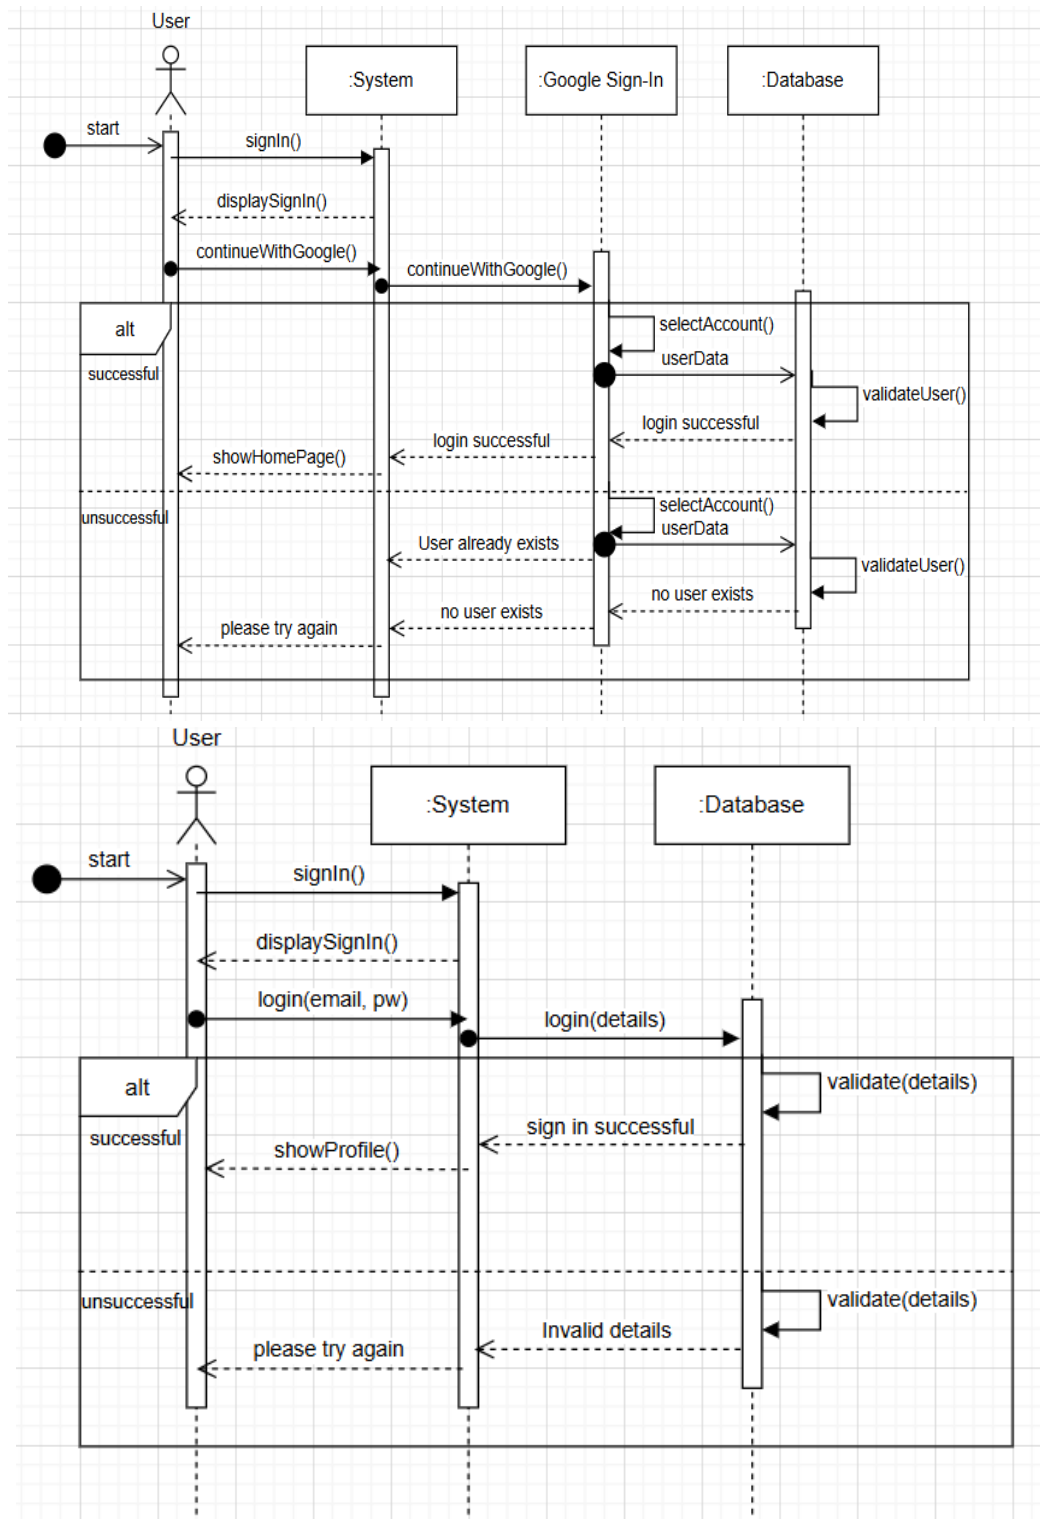 User
:System
:Google Sign-In
:Database
start
signIn()
displaySignIn()
continueWithGoogle()
continueWithGoogle()
alt
successful
selectAccount()
userData
validateUser()
login successful
login successful
showHomePage()
unsuccessful
selectAccount()
userData
User already exists
validateUser()
no user exists
no user exists
please try again
User
:System
:Database
start
signIn()
displaySignIn()
login(email, pw)
login(details)
alt
successful
validate(details)
sign in successful
showProfile()
unsuccessful
validate(details)
Invalid details
please try again